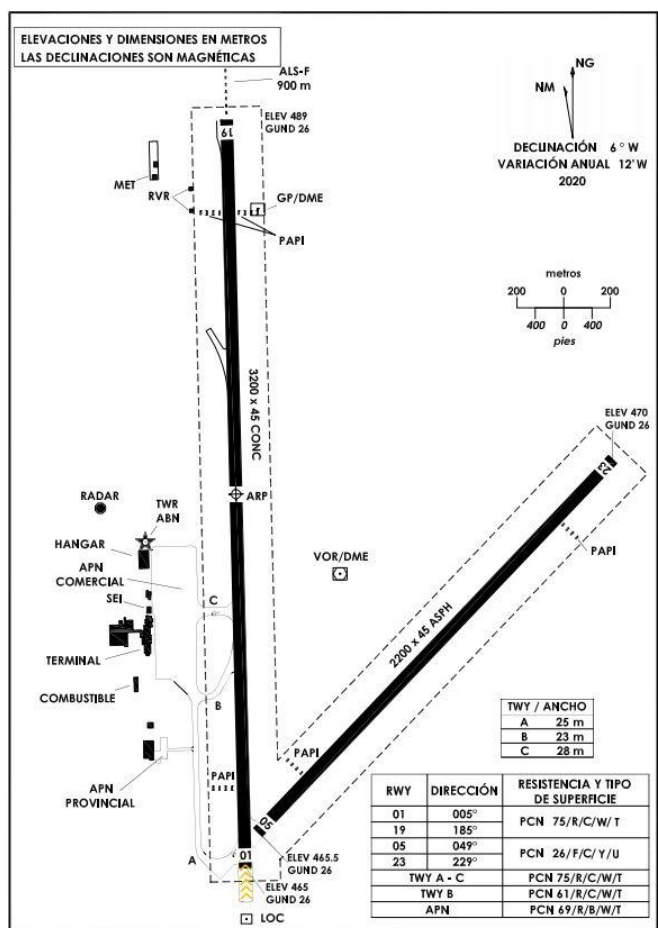 ELEVACIONES Y DIMENSIONES EN METROS
LAS DECLINACIONES SON MAGNÉTICAS
ALS-F
900 m
NG
NM
DECLINACIÓN 6 ° W
VARIACIÓN ANUAL 12' W
2020
ELEV 489
GUND 26
19
MET
RVR
GP/DME
PAPI
metros
200 0 200
400 0 400
pies
3200 x 45 CONC
ELEV 470
GUND 26
23
RADAR
TWR
ABN
ARP
HANGAR
APN
COMERCIAL
VOR/DME
PAPI
SEI
C
2200 x 45 ASPH
TERMINAL
COMBUSTIBLE
B
TWY / ANCHO
A 25 m
B 23 m
C 28 m
PAPI
PAPI
APN
PROVINCIAL
05
01
A
ELEV 465.5
GUND 26
ELEV 465
GUND 26
LOC
RWY DIRECCIÓN RESISTENCIA Y TIPO
DE SUPERFICIE
01 005° PCN 75/R/C/W/T
19 185°
05 049° PCN 26/F/C/Y/U
23 229°
TWY A - C PCN 75/R/C/W/T
TWY B PCN 61/R/C/W/T
APN PCN 69/R/B/W/T